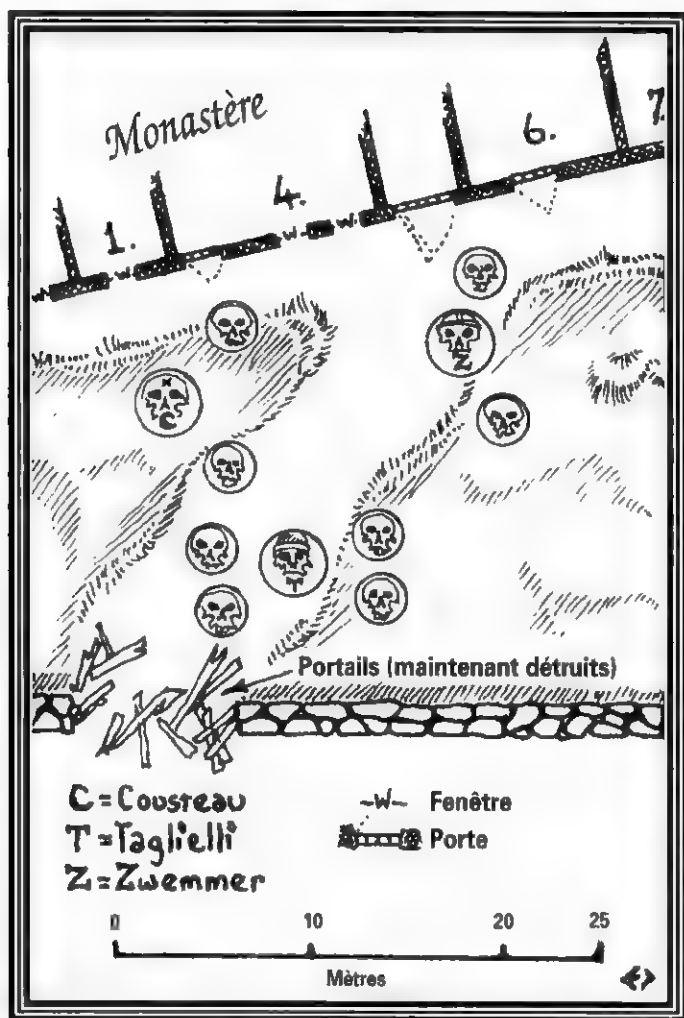 Monastère
1.
4.
6.
7.
C
Z
T
Portails (maintenant détruits)
C = Cousteau
T = Taglielli
Z = Zwemmer
-W- Fenêtre
Porte
0 10 20 25
Mètres